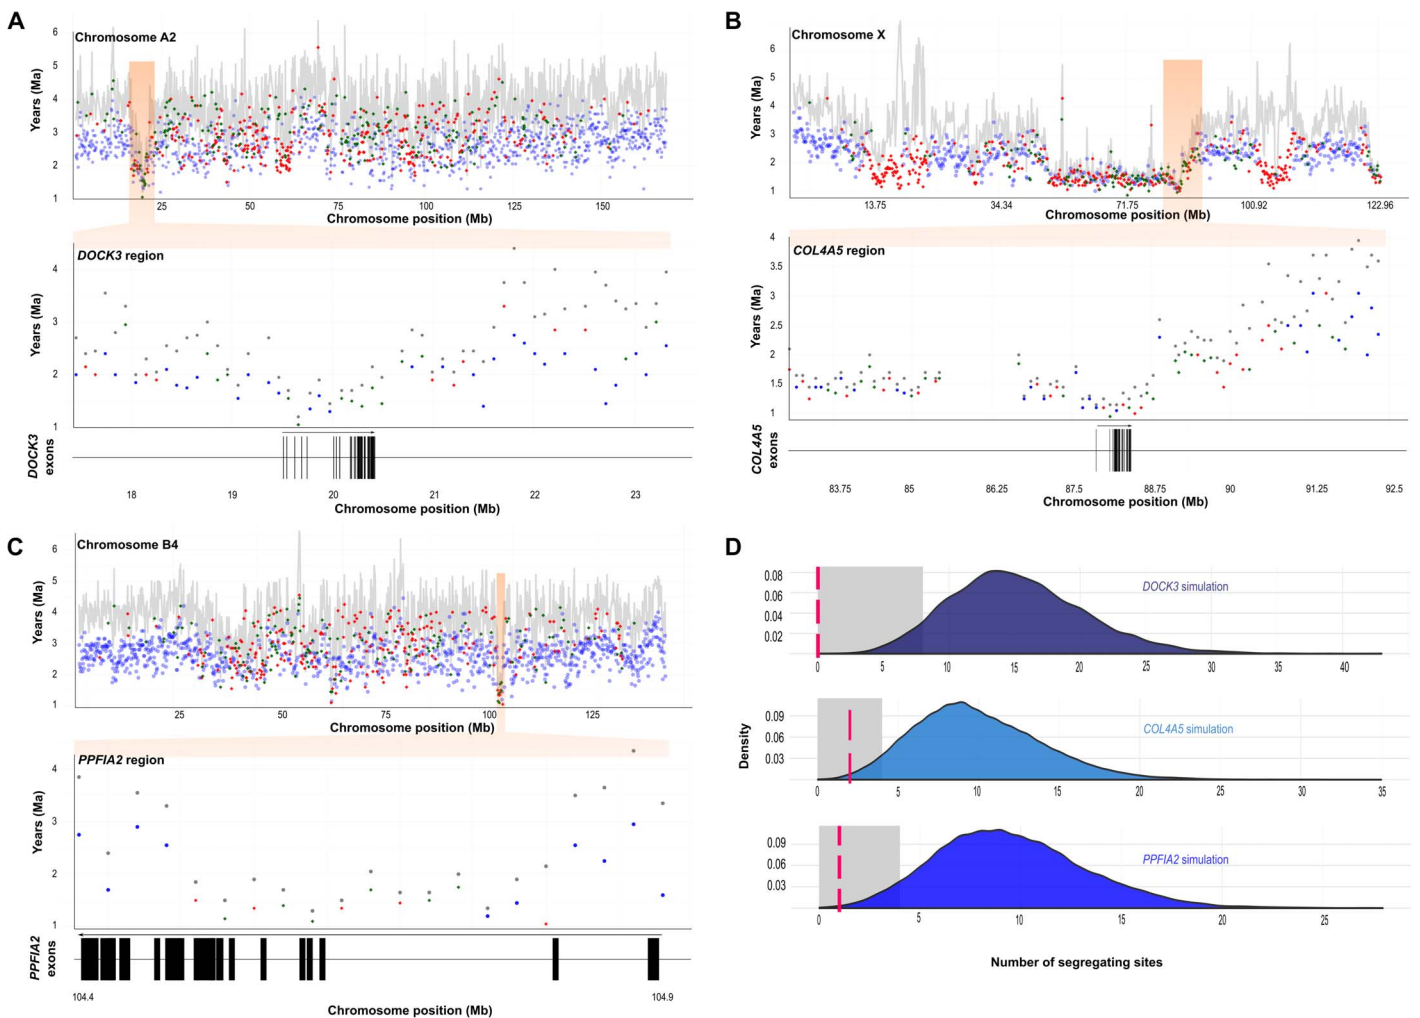 A
Chromosome A2
Years (Ma)
6
5
4
3
2
1
25 50 75 100 125 150
Chromosome position (Mb)
DOCK3 region
Years (Ma)
4
3
2
1
DOCK3
exons
18 19 20 21 22 23
Chromosome position (Mb)
B
Chromosome X
Years (Ma)
6
5
4
3
2
1
13.75 34.34 71.75 100.92 122.96
Chromosome position (Mb)
COL4A5 region
Years (Ma)
4
3.5
3
2.5
2
1.5
1
COL4A5
exons
83.75 85 86.25 87.5 88.75 90 91.25 92.5
Chromosome position (Mb)
C
Chromosome B4
Years (Ma)
6
5
4
3
2
1
25 50 75 100 125
Chromosome position (Mb)
PPFIA2 region
Years (Ma)
4
3
2
1
PPFIA2
exons
104.4 104.9
Chromosome position (Mb)
D
DOCK3 simulation
0.08
0.06
0.04
0.02
0 5 10 15 20 25 30 35 40
Density
COL4A5 simulation
0.09
0.06
0.03
0 5 10 15 20 25 30 35
PPFIA2 simulation
0.09
0.06
0.03
0 5 10 15 20 25
Number of segregating sites